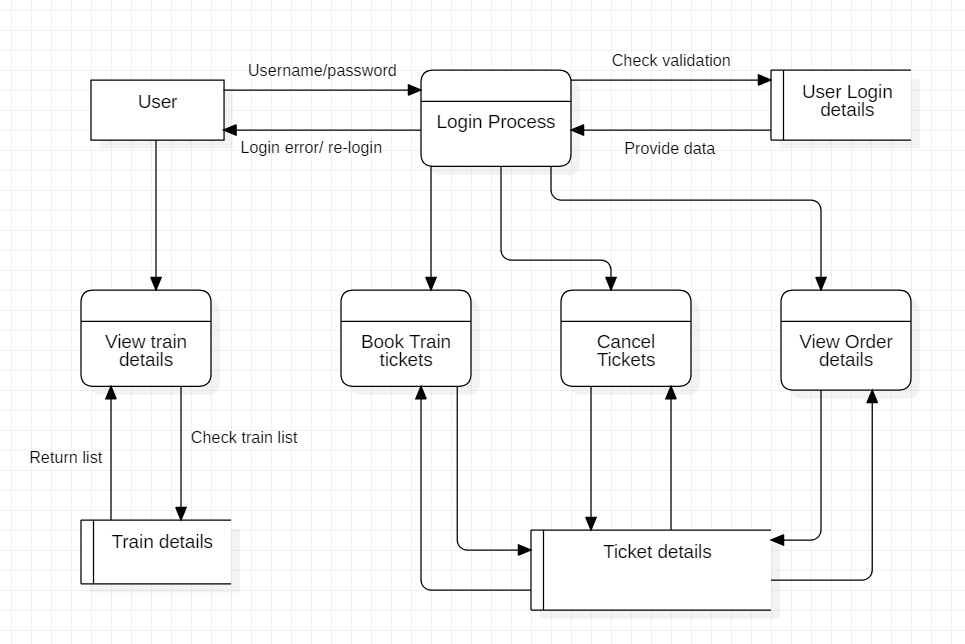 Username/password
Check validation
User
Login Process
User Login
details
Login error/ re-login
Provide data
View train
details
Book Train
tickets
Cancel
Tickets
View Order
details
Return list
Check train list
Train details
Ticket details